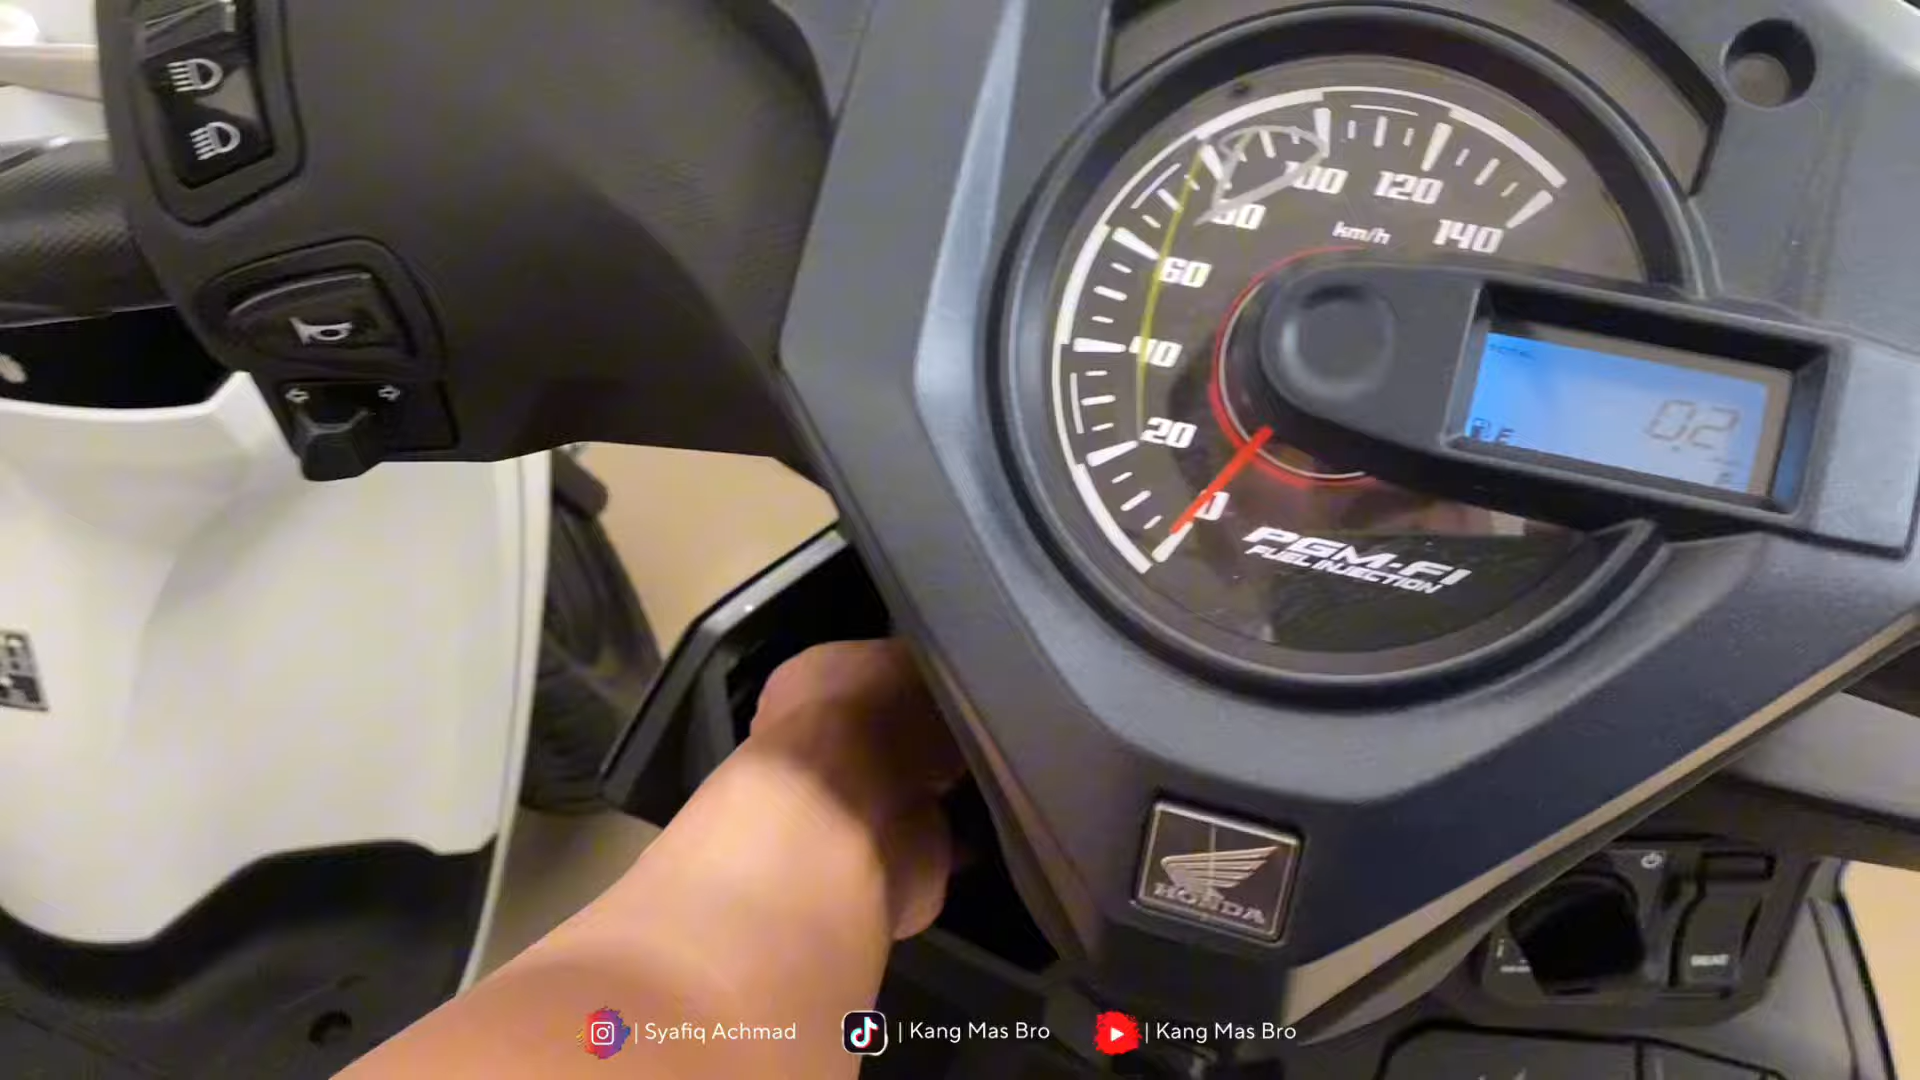 100 120
80
km/h 140
60
40
20
0
TOTAL
0.2
E F
PGM-FI
FUEL INJECTION
HONDA
SEAT
| Syafiq Achmad | Kang Mas Bro | Kang Mas Bro